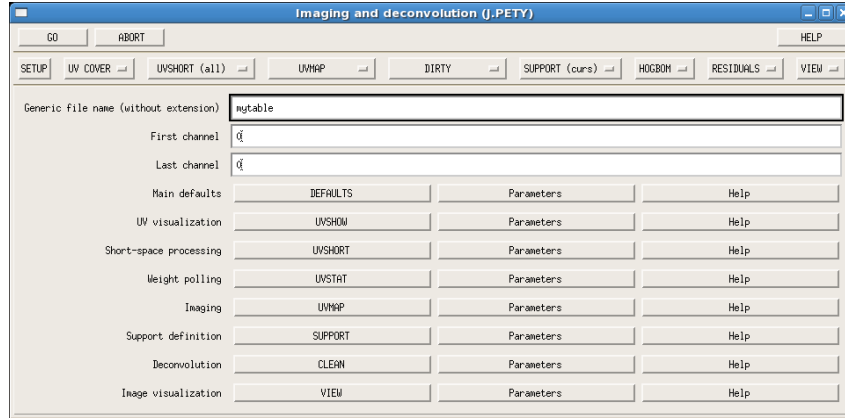 Imaging and deconvolution (J.PETY)
GO ABORT HELP
SETUP UV COVER UVSHORT (all) UVMAP DIRTY SUPPORT (curs) HOGBOM RESIDUALS VIEW
Generic file name (without extension) mytable
First channel 0
Last channel 0
Main defaults DEFAULTS Parameters Help
UV visualization UVSHOW Parameters Help
Short-space processing UVSHORT Parameters Help
Weight polling UVSTAT Parameters Help
Imaging UVMAP Parameters Help
Support definition SUPPORT Parameters Help
Deconvolution CLEAN Parameters Help
Image visualization VIEW Parameters Help